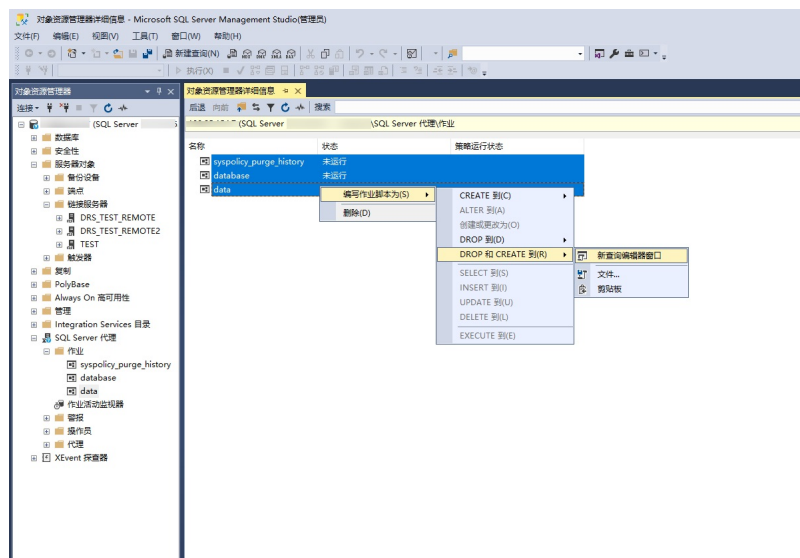 对象资源管理器详细信息 - Microsoft SQL Server Management Studio(管理员)
文件(F) 编辑(E) 视图(V) 工具(T) 窗口(W) 帮助(H)
新建查询(N)
执行(X)
对象资源管理器
连接
(SQL Server
数据库
安全性
服务器对象
备份设备
端点
链接服务器
DRS_TEST_REMOTE
DRS_TEST_REMOTE2
TEST
触发器
复制
PolyBase
Always On 高可用性
管理
Integration Services 目录
SQL Server 代理
作业
syspolicy_purge_history
database
data
作业活动监视器
警报
操作员
代理
XEvent 探查器
对象资源管理器详细信息
后退 向前 搜索
(SQL Server \SQL Server 代理\作业
名称 状态 策略运行状态
syspolicy_purge_history 未运行
database 未运行
data
编写作业脚本为(S)
删除(D)
CREATE 到(C)
ALTER 到(A)
创建或更改为(O)
DROP 到(D)
DROP 和 CREATE 到(R)
SELECT 到(S)
INSERT 到(I)
UPDATE 到(U)
DELETE 到(L)
EXECUTE 到(E)
新查询编辑器窗口
文件...
剪贴板